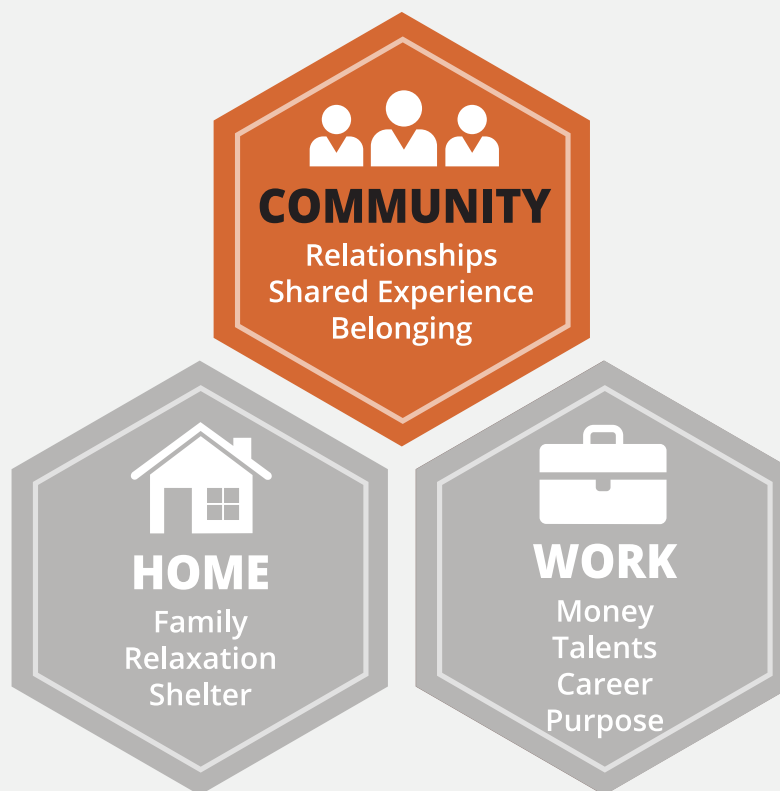 COMMUNITY
Relationships
Shared Experience
Belonging
HOME
Family
Relaxation
Shelter
WORK
Money
Talents
Career
Purpose